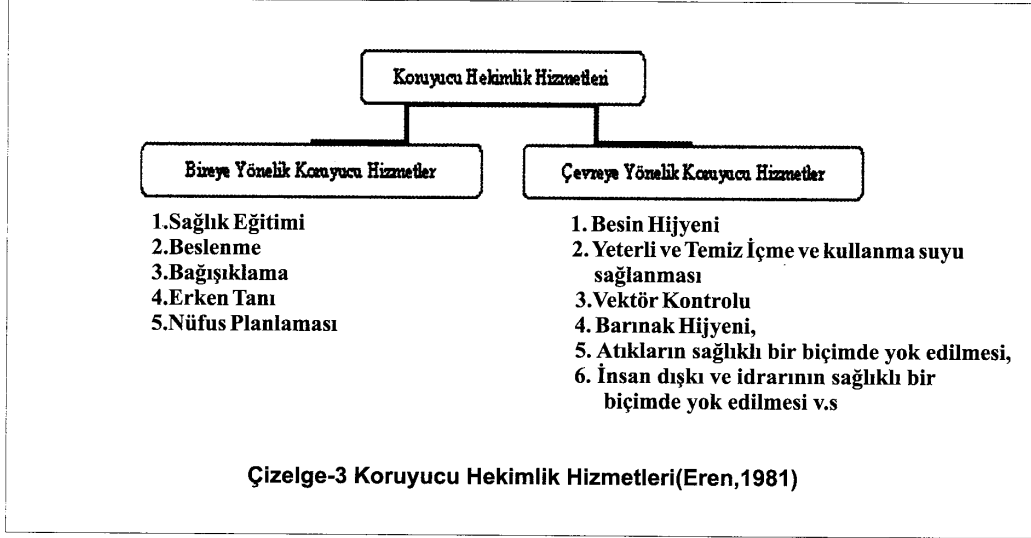 Koruyucu Hekimlik Hizmetleri
Bireye Yönelik Koruyucu Hizmetler
1.Sağlık Eğitimi
2.Beslenme
3.Bağışıklama
4.Erken Tanı
5.Nüfus Planlaması
Çevreye Yönelik Koruyucu Hizmetler
1. Besin Hijyeni
2. Yeterli ve Temiz İçme ve kullanma suyu
sağlanması
3.Vektör Kontrolu
4. Barınak Hijyeni,
5. Atıkların sağlıklı bir biçimde yok edilmesi,
6. İnsan dışkı ve idrarının sağlıklı bir
biçimde yok edilmesi v.s
Çizelge-3 Koruyucu Hekimlik Hizmetleri(Eren,1981)